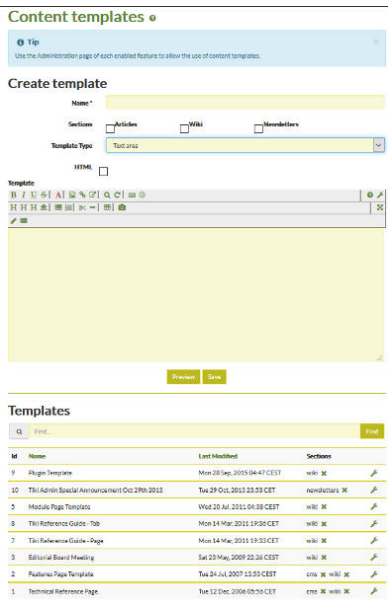 Content templates
Tip
Use the Administration page of each enabled feature to allow the use of content templates.
Create template
Name *
Sections Articles Wiki Newsletters
Template Type Text area
HTML
Template
B I U S A
H H H
Preview Save
Templates
Find... Find
Id Name Last Modified Sections
9 Plugin Template Mon 28 Sep, 2015 04:47 CEST wiki
10 Tiki Admin Special Announcement Oct 29th 2013 Tue 29 Oct, 2013 23:53 CET newsletters
5 Module Page Template Wed 20 Jul, 2011 04:38 CEST wiki
8 Tiki Reference Guide - Tab Mon 14 Mar, 2011 19:36 CET wiki
7 Tiki Reference Guide - Page Mon 14 Mar, 2011 19:33 CET wiki
3 Editorial Board Meeting Sat 23 May, 2009 22:26 CEST wiki
2 Features Page Template Tue 24 Jul, 2007 13:53 CEST cms wiki
1 Technical Reference Page Tue 12 Dec, 2006 05:56 CET cms wiki